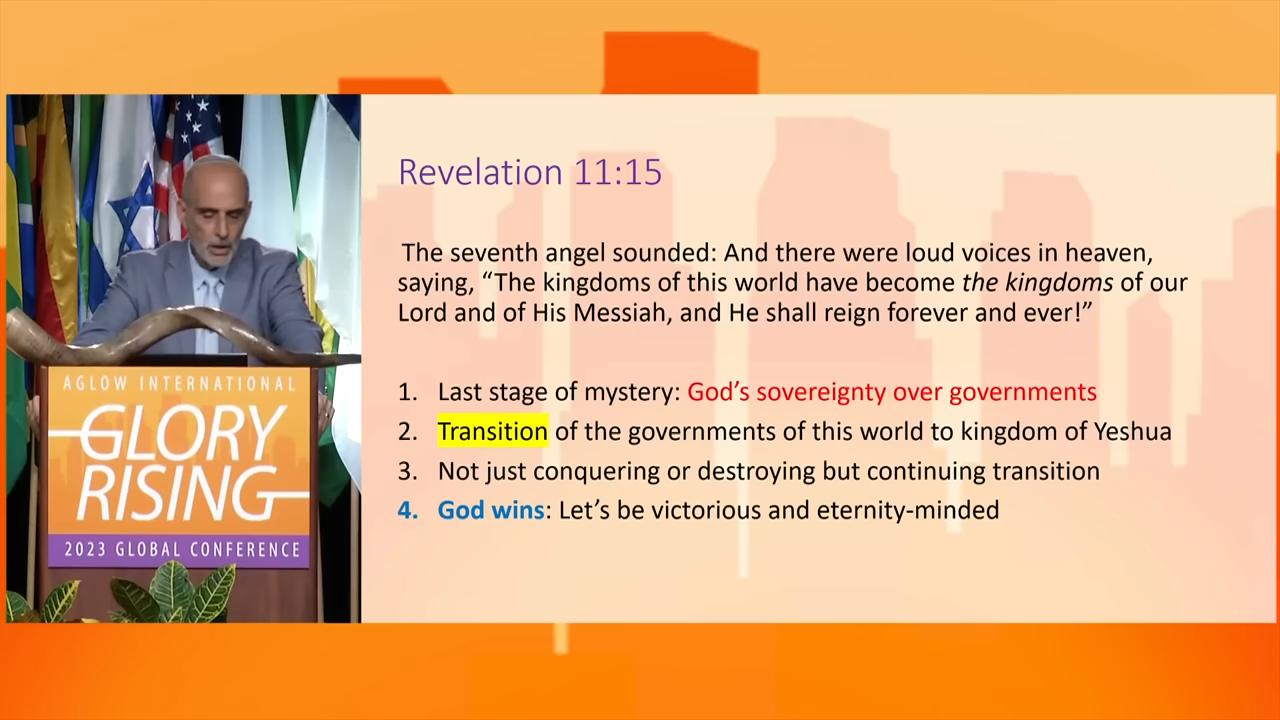 Revelation 11:15
The seventh angel sounded: And there were loud voices in heaven,
saying, “The kingdoms of this world have become the kingdoms of our
Lord and of His Messiah, and He shall reign forever and ever!”
1. Last stage of mystery: God’s sovereignty over governments
2. Transition of the governments of this world to kingdom of Yeshua
3. Not just conquering or destroying but continuing transition
4. God wins: Let’s be victorious and eternity-minded
AGLOW INTERNATIONAL
GLORY
RISING
2023 GLOBAL CONFERENCE